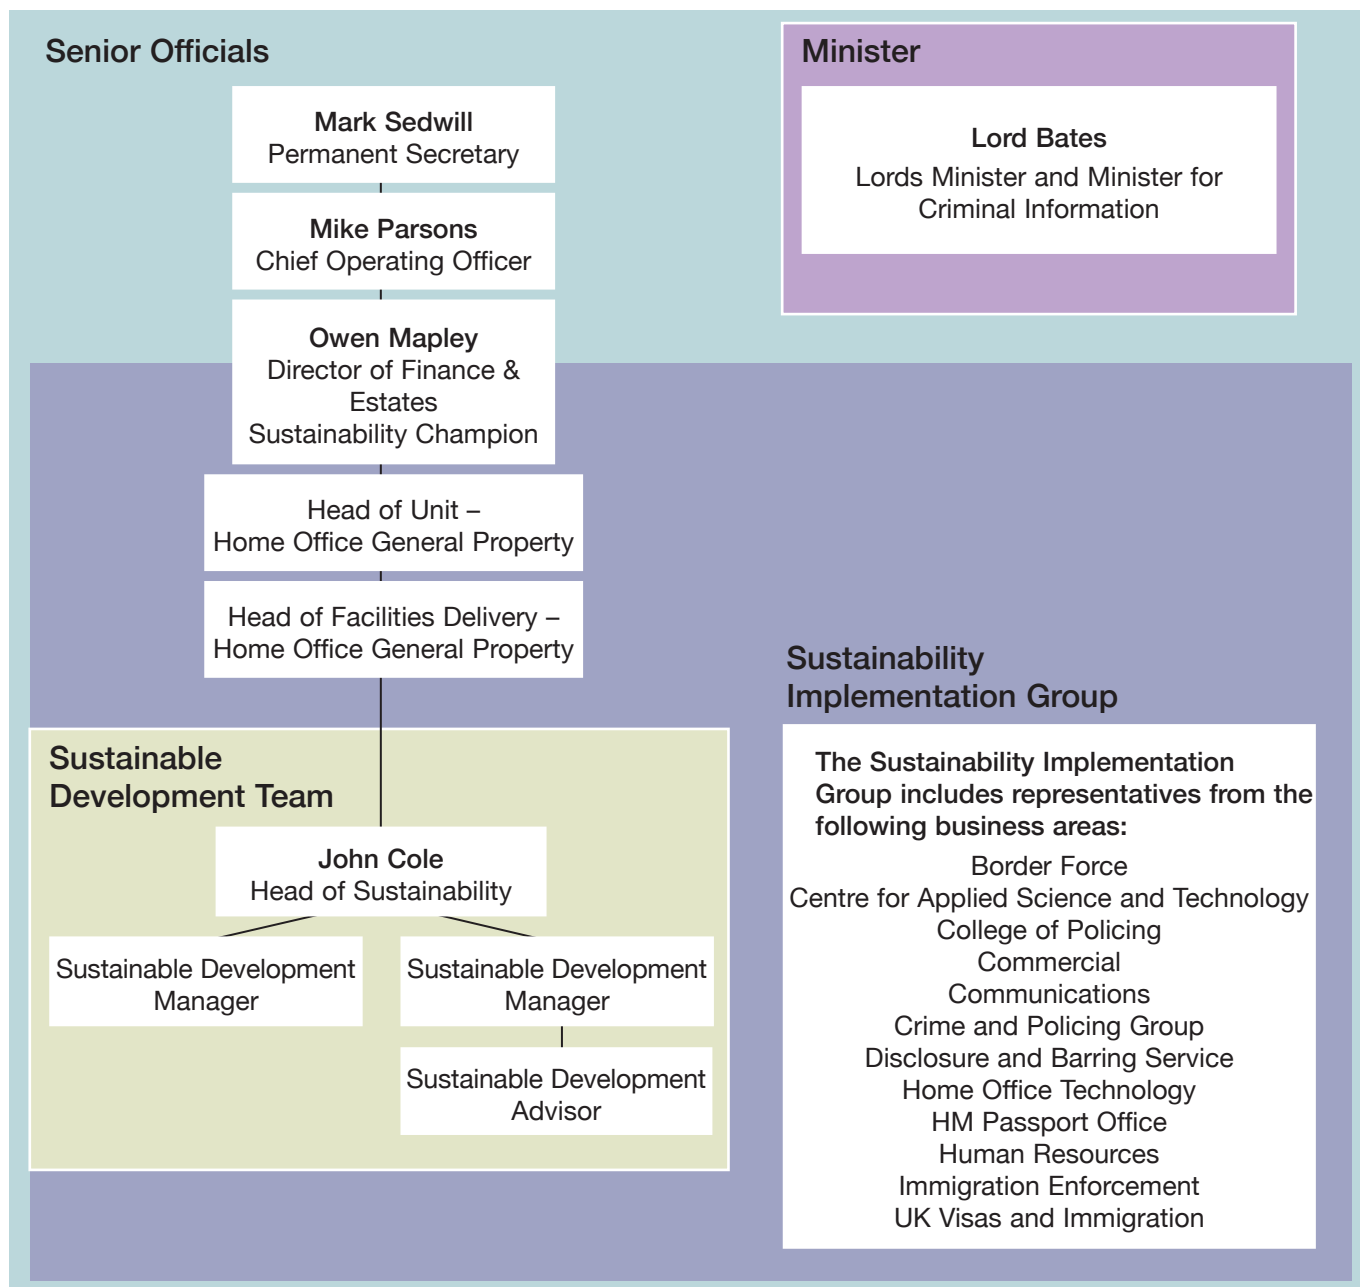 Senior Officials
Mark Sedwill
Permanent Secretary
Mike Parsons
Chief Operating Officer
Owen Mapley
Director of Finance &
Estates
Sustainability Champion
Head of Unit –
Home Office General Property
Head of Facilities Delivery –
Home Office General Property
Minister
Lord Bates
Lords Minister and Minister for
Criminal Information
Sustainable
Development Team
John Cole
Head of Sustainability
Sustainable Development
Manager
Sustainable Development
Manager
Sustainable Development
Advisor
Sustainability
Implementation Group
The Sustainability Implementation
Group includes representatives from the
following business areas:
Border Force
Centre for Applied Science and Technology
College of Policing
Commercial
Communications
Crime and Policing Group
Disclosure and Barring Service
Home Office Technology
HM Passport Office
Human Resources
Immigration Enforcement
UK Visas and Immigration